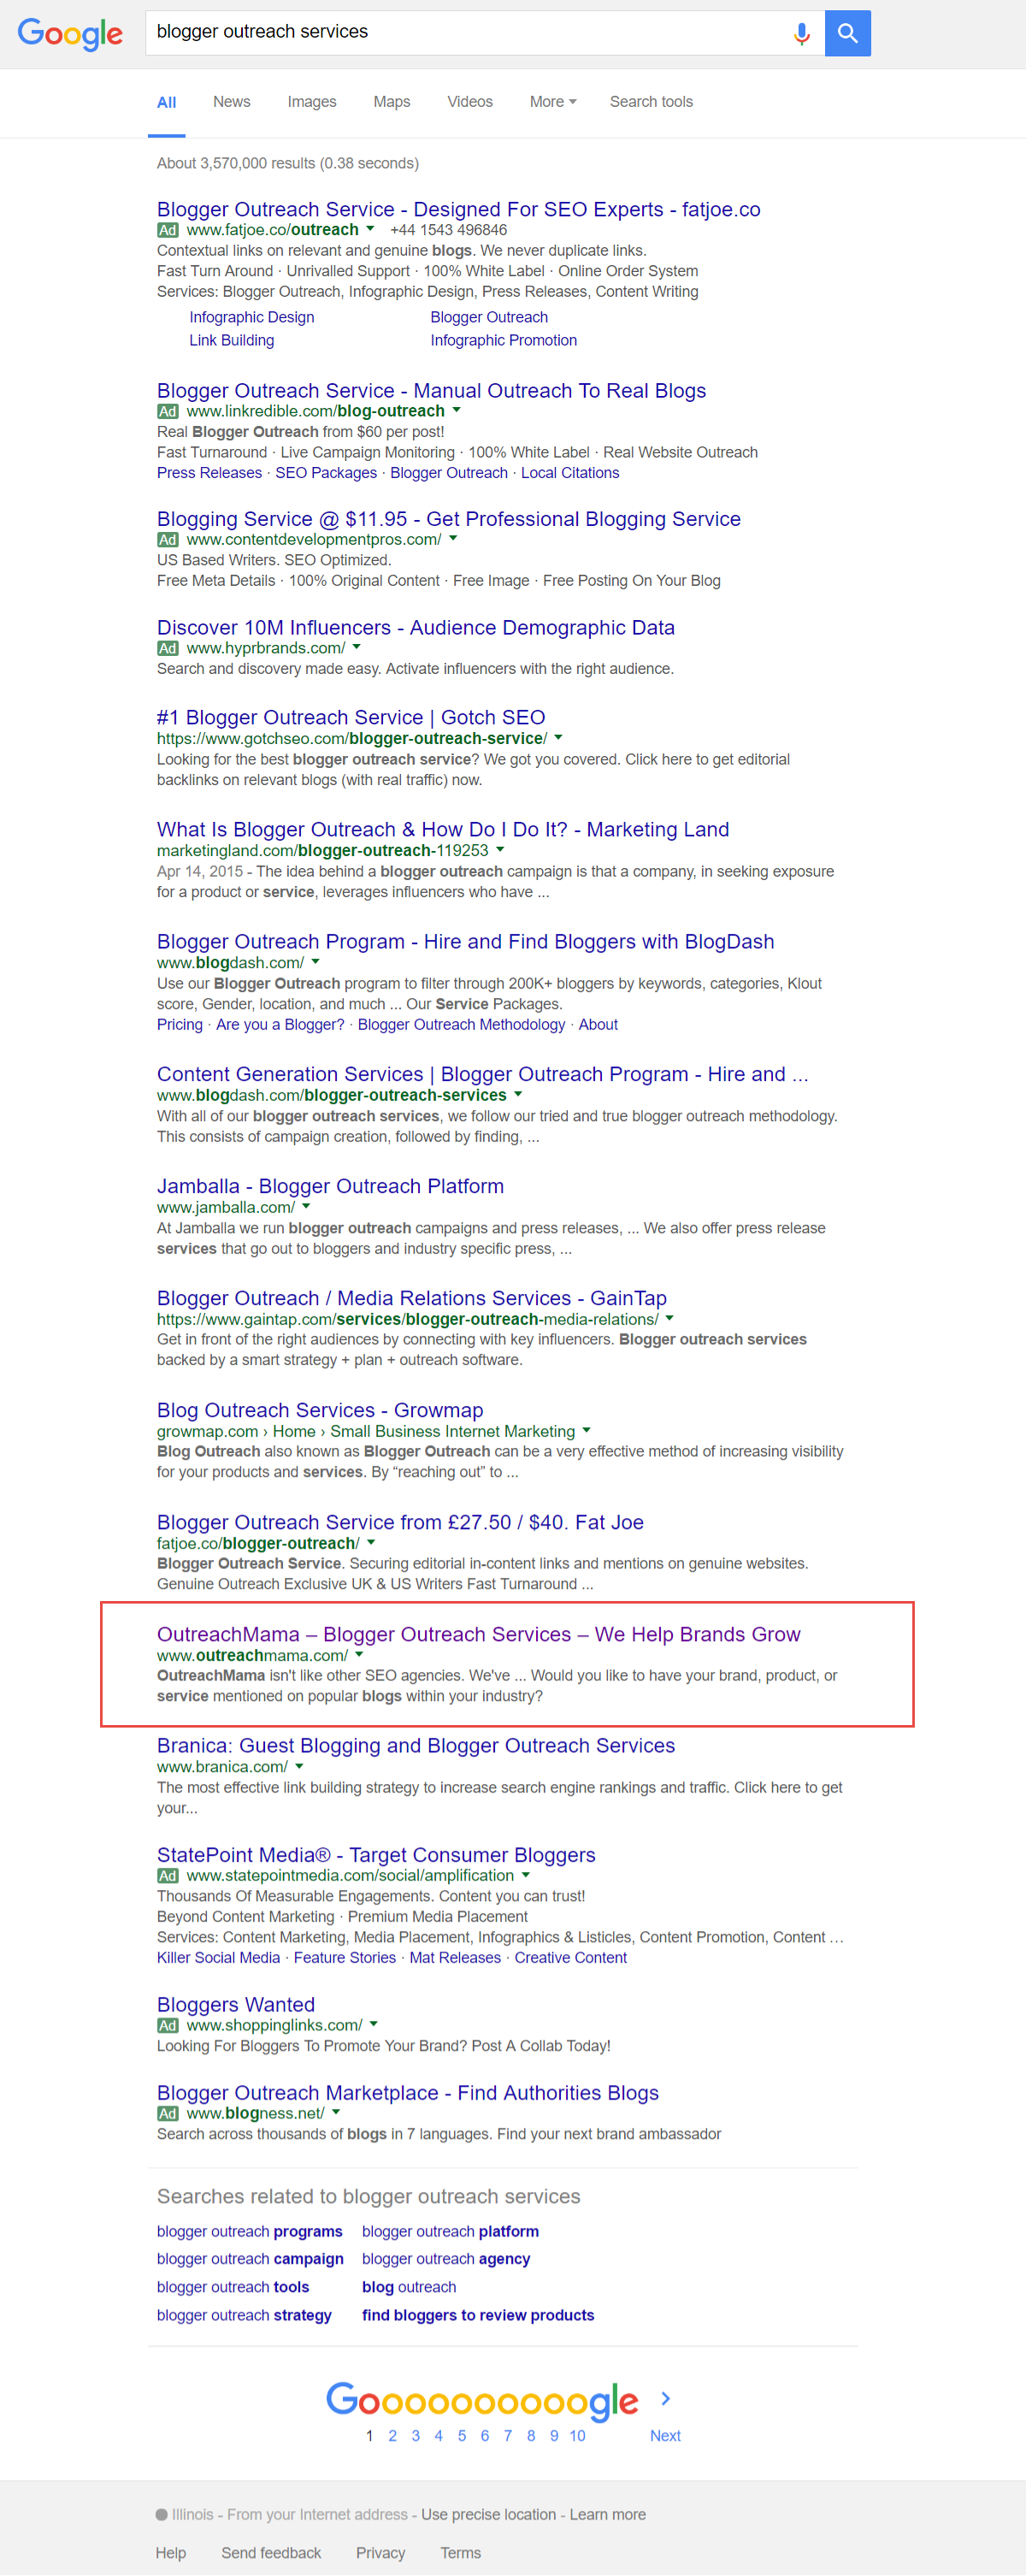 Google
blogger outreach services
All News Images Maps Videos More Search tools
About 3,570,000 results (0.38 seconds)
Blogger Outreach Service - Designed For SEO Experts - fatjoe.co
Ad www.fatjoe.co/outreach +44 1543 496846
Contextual links on relevant and genuine blogs. We never duplicate links.
Fast Turn Around · Unrivalled Support · 100% White Label · Online Order System
Services: Blogger Outreach, Infographic Design, Press Releases, Content Writing
Infographic Design Blogger Outreach
Link Building Infographic Promotion
Blogger Outreach Service - Manual Outreach To Real Blogs
Ad www.linkredible.com/blog-outreach
Real Blogger Outreach from $60 per post!
Fast Turnaround · Live Campaign Monitoring · 100% White Label · Real Website Outreach
Press Releases · SEO Packages · Blogger Outreach · Local Citations
Blogging Service @ $11.95 - Get Professional Blogging Service
Ad www.contentdevelopmentpros.com/
US Based Writers. SEO Optimized.
Free Meta Details · 100% Original Content · Free Image · Free Posting On Your Blog
Discover 10M Influencers - Audience Demographic Data
Ad www.hyprbrands.com/
Search and discovery made easy. Activate influencers with the right audience.
#1 Blogger Outreach Service | Gotch SEO
https://www.gotchseo.com/blogger-outreach-service/
Looking for the best blogger outreach service? We got you covered. Click here to get editorial
backlinks on relevant blogs (with real traffic) now.
What Is Blogger Outreach & How Do I Do It? - Marketing Land
marketingland.com/blogger-outreach-119253
Apr 14, 2015 - The idea behind a blogger outreach campaign is that a company, in seeking exposure
for a product or service, leverages influencers who have ...
Blogger Outreach Program - Hire and Find Bloggers with BlogDash
www.blogdash.com/
Use our Blogger Outreach program to filter through 200K+ bloggers by keywords, categories, Klout
score, Gender, location, and much ... Our Service Packages.
Pricing · Are you a Blogger? · Blogger Outreach Methodology · About
Content Generation Services | Blogger Outreach Program - Hire and ...
www.blogdash.com/blogger-outreach-services
With all of our blogger outreach services, we follow our tried and true blogger outreach methodology.
This consists of campaign creation, followed by finding, ...
Jamballa - Blogger Outreach Platform
www.jamballa.com/
At Jamballa we run blogger outreach campaigns and press releases, ... We also offer press release
services that go out to bloggers and industry specific press, ...
Blogger Outreach / Media Relations Services - GainTap
https://www.gaintap.com/services/blogger-outreach-media-relations/
Get in front of the right audiences by connecting with key influencers. Blogger outreach services
backed by a smart strategy + plan + outreach software.
Blog Outreach Services - Growmap
growmap.com › Home › Small Business Internet Marketing
Blog Outreach also known as Blogger Outreach can be a very effective method of increasing visibility
for your products and services. By “reaching out” to ...
Blogger Outreach Service from £27.50 / $40. Fat Joe
fatjoe.co/blogger-outreach/
Blogger Outreach Service. Securing editorial in-content links and mentions on genuine websites.
Genuine Outreach Exclusive UK & US Writers Fast Turnaround ...
OutreachMama – Blogger Outreach Services – We Help Brands Grow
www.outreachmama.com/
OutreachMama isn't like other SEO agencies. We've ... Would you like to have your brand, product, or
service mentioned on popular blogs within your industry?
Branica: Guest Blogging and Blogger Outreach Services
www.branica.com/
The most effective link building strategy to increase search engine rankings and traffic. Click here to get
your...
StatePoint Media® - Target Consumer Bloggers
Ad www.statepointmedia.com/social/amplification
Thousands Of Measurable Engagements. Content you can trust!
Beyond Content Marketing · Premium Media Placement
Services: Content Marketing, Media Placement, Infographics & Listicles, Content Promotion, Content …
Killer Social Media · Feature Stories · Mat Releases · Creative Content
Bloggers Wanted
Ad www.shoppinglinks.com/
Looking For Bloggers To Promote Your Brand? Post A Collab Today!
Blogger Outreach Marketplace - Find Authorities Blogs
Ad www.blogness.net/
Search across thousands of blogs in 7 languages. Find your next brand ambassador
Searches related to blogger outreach services
blogger outreach programs blogger outreach platform
blogger outreach campaign blogger outreach agency
blogger outreach tools blog outreach
blogger outreach strategy find bloggers to review products
Goooooooooogle
1 2 3 4 5 6 7 8 9 10 Next
Illinois - From your Internet address - Use precise location - Learn more
Help Send feedback Privacy Terms